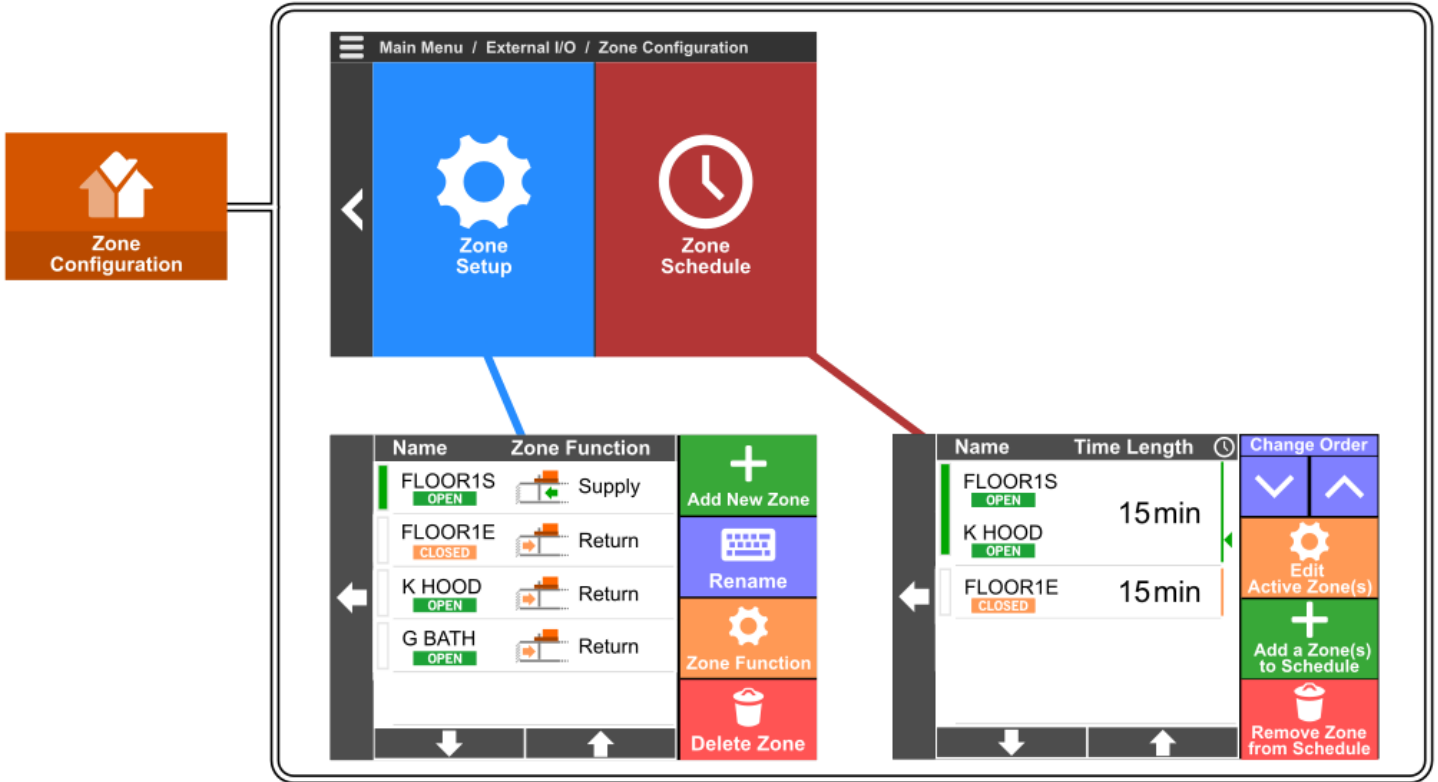 Main Menu / External I/O / Zone Configuration
Zone
Configuration
Zone
Setup
Zone
Schedule
Name Zone Function
FLOOR1S Supply
OPEN
FLOOR1E Return
CLOSED
K HOOD Return
OPEN
G BATH Return
OPEN
Add New Zone
Rename
Zone Function
Delete Zone
Name Time Length
FLOOR1S
OPEN
15min
K HOOD
OPEN
FLOOR1E 15min
CLOSED
Change Order
Edit
Active Zone(s)
Add a Zone(s)
to Schedule
Remove Zone
from Schedule